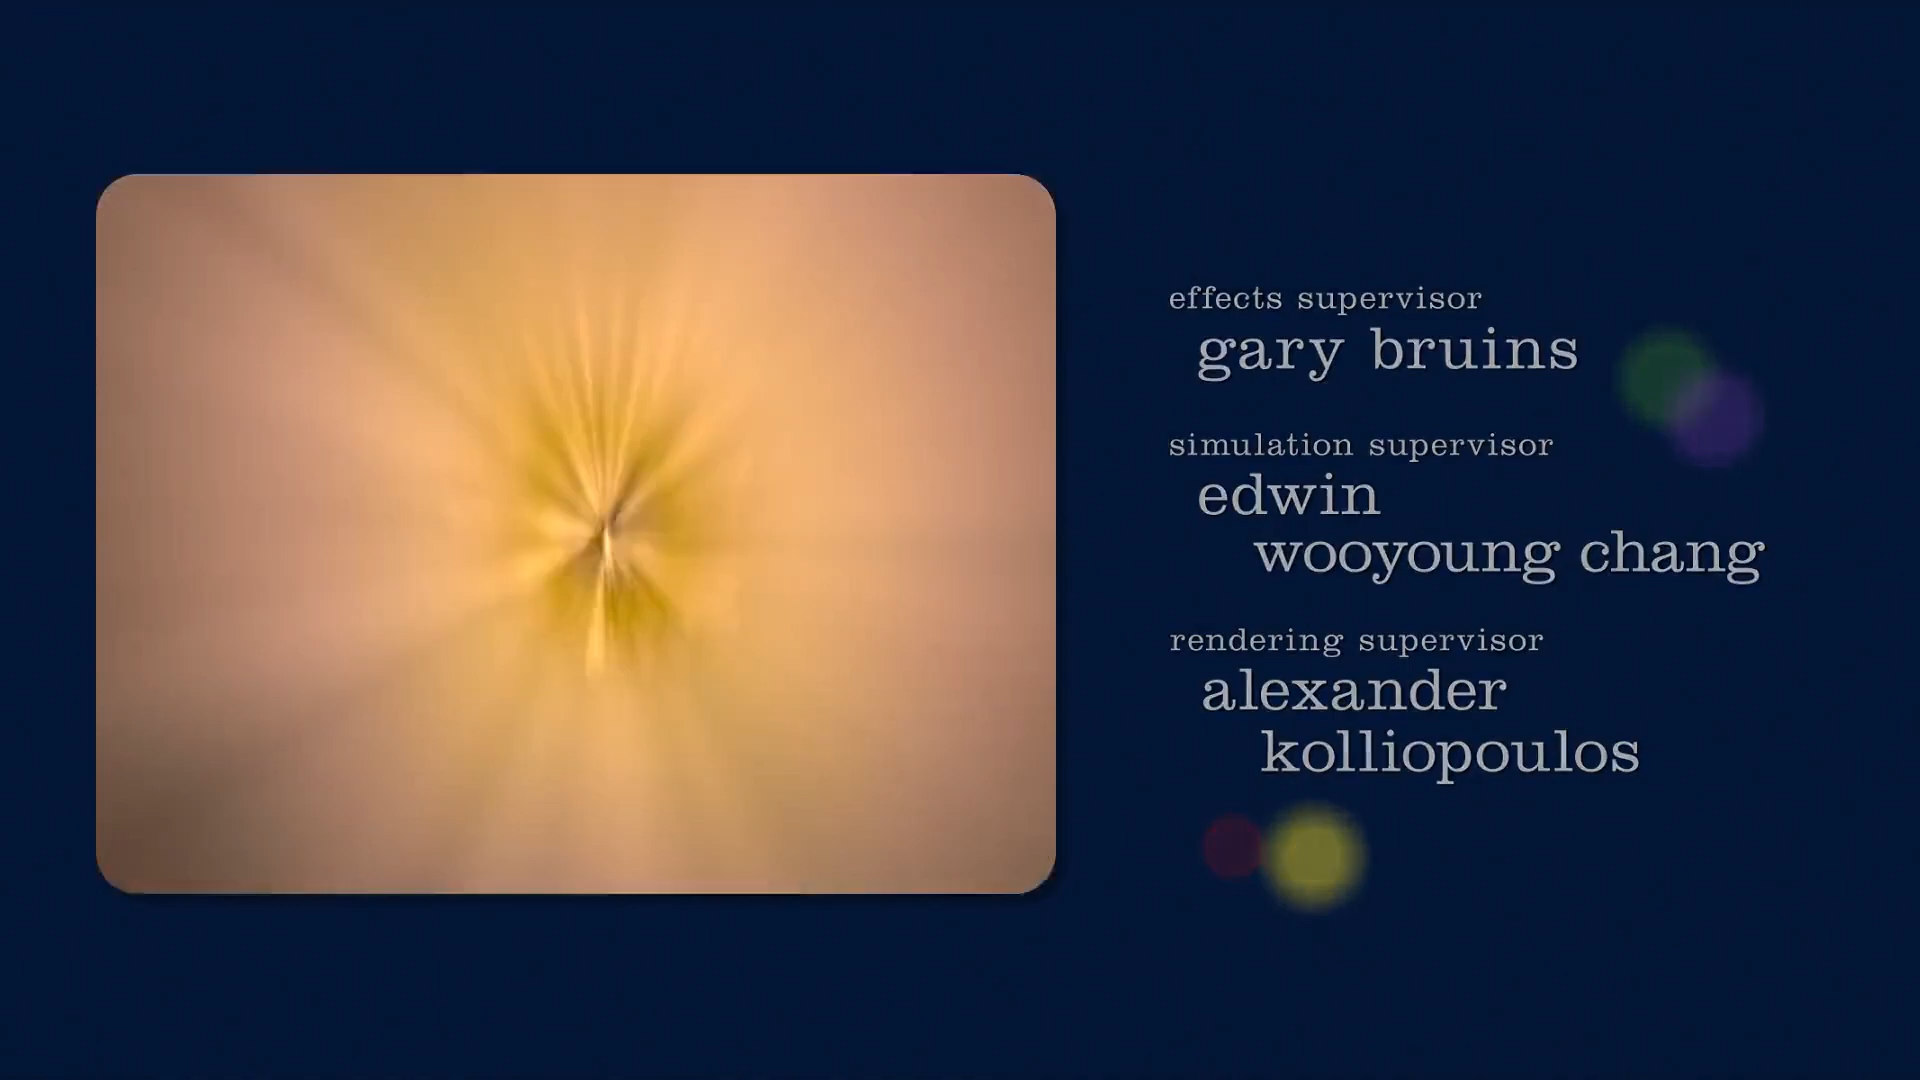 effects supervisor
gary bruins
simulation supervisor
edwin
wooyoung chang
rendering supervisor
alexander
kolliopoulos